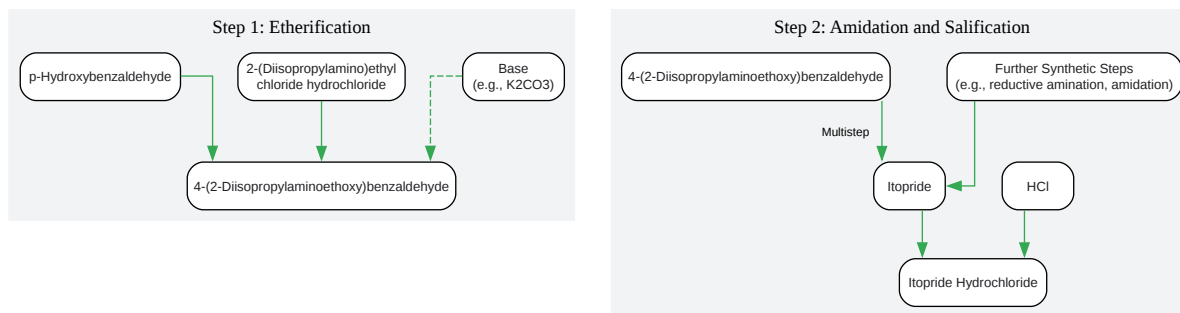 Step 1: Etherification
p-Hydroxybenzaldehyde
2-(Diisopropylamino)ethyl
chloride hydrochloride
Base
(e.g., K2CO3)
4-(2-Diisopropylaminoethoxy)benzaldehyde
Step 2: Amidation and Salification
4-(2-Diisopropylaminoethoxy)benzaldehyde
Further Synthetic Steps
(e.g., reductive amination, amidation)
Multistep
Itopride
HCl
Itopride Hydrochloride